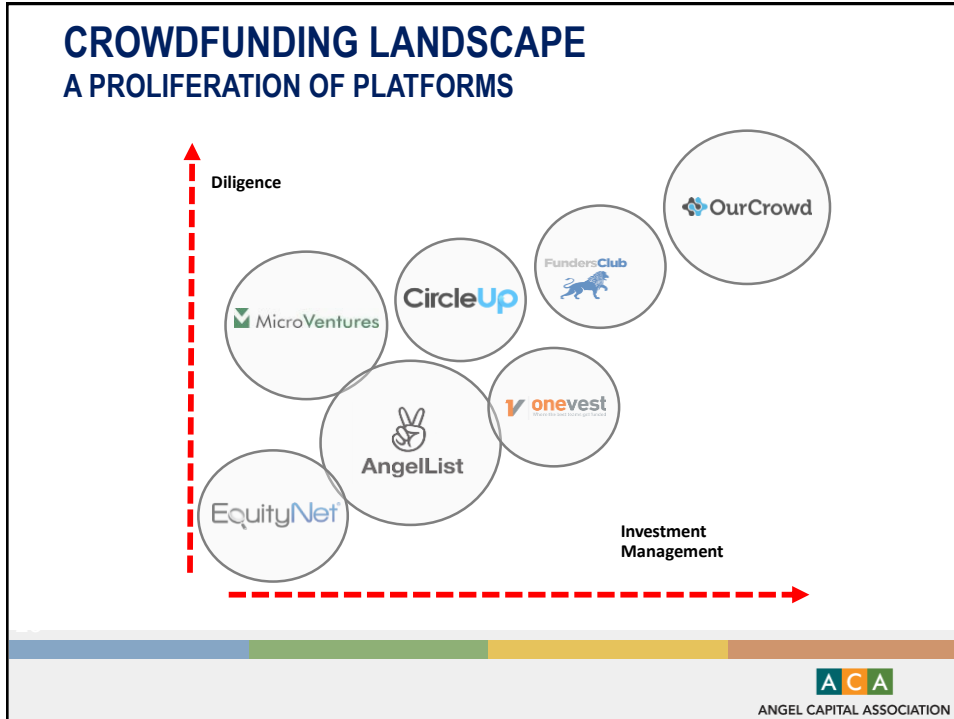 CROWDFUNDING LANDSCAPE
A PROLIFERATION OF PLATFORMS
Diligence
OurCrowd
FundersClub
CircleUp
MicroVentures
onevest
AngelList
EquityNet
Investment
Management
ACA
ANGEL CAPITAL ASSOCIATION